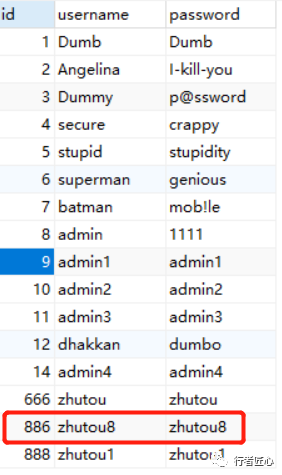 id username password
1 Dumb Dumb
2 Angelina I-kill-you
3 Dummy p@ssword
4 secure crappy
5 stupid stupidity
6 superman genious
7 batman mob!le
8 admin 1111
9 admin1 admin1
10 admin2 admin2
11 admin3 admin3
12 dhakkan dumbo
14 admin4 admin4
666 zhutou zhutou
886 zhutou8 zhutou8
888 zhutou1 zhutou1
行者匠心